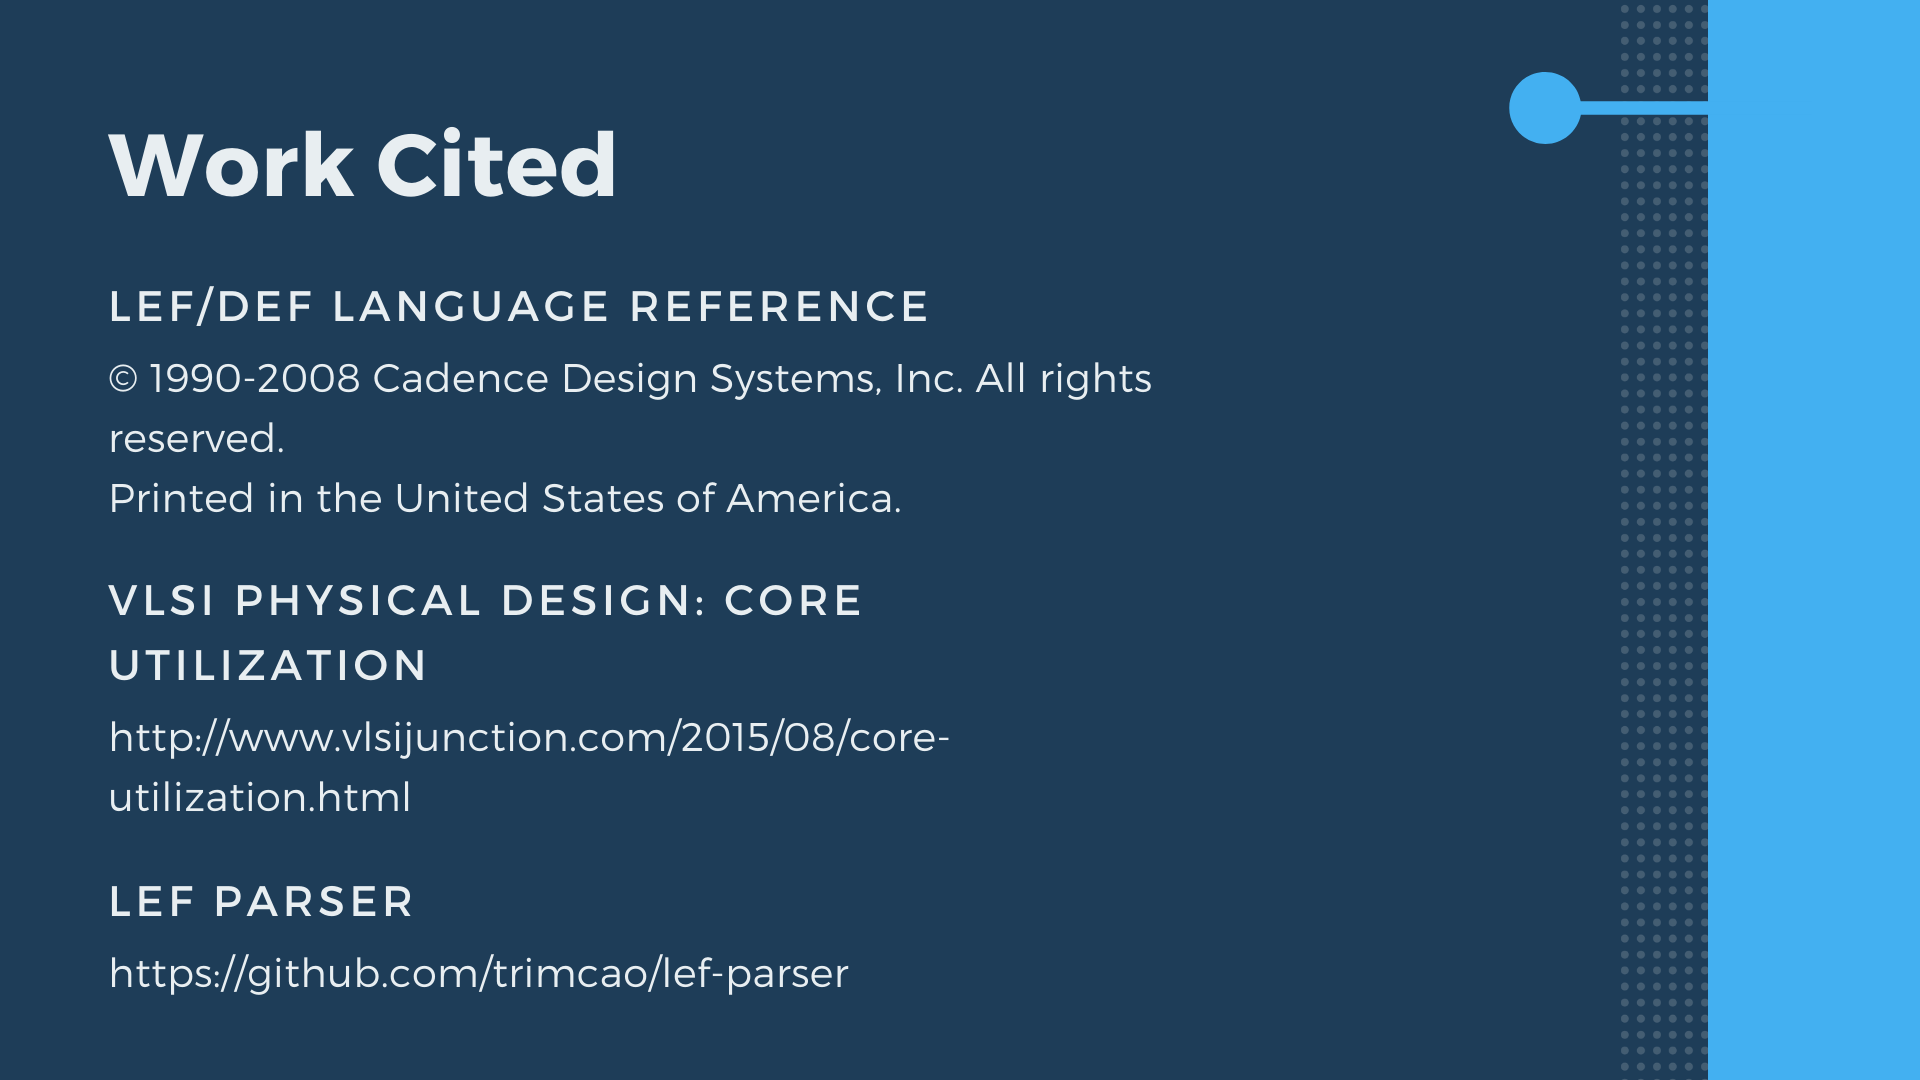 Work Cited
LEF/DEF LANGUAGE REFERENCE
© 1990-2008 Cadence Design Systems, Inc. All rights
reserved.
Printed in the United States of America.
VLSI PHYSICAL DESIGN: CORE
UTILIZATION
http://www.vlsijunction.com/2015/08/core-
utilization.html
LEF PARSER
https://github.com/trimcao/lef-parser